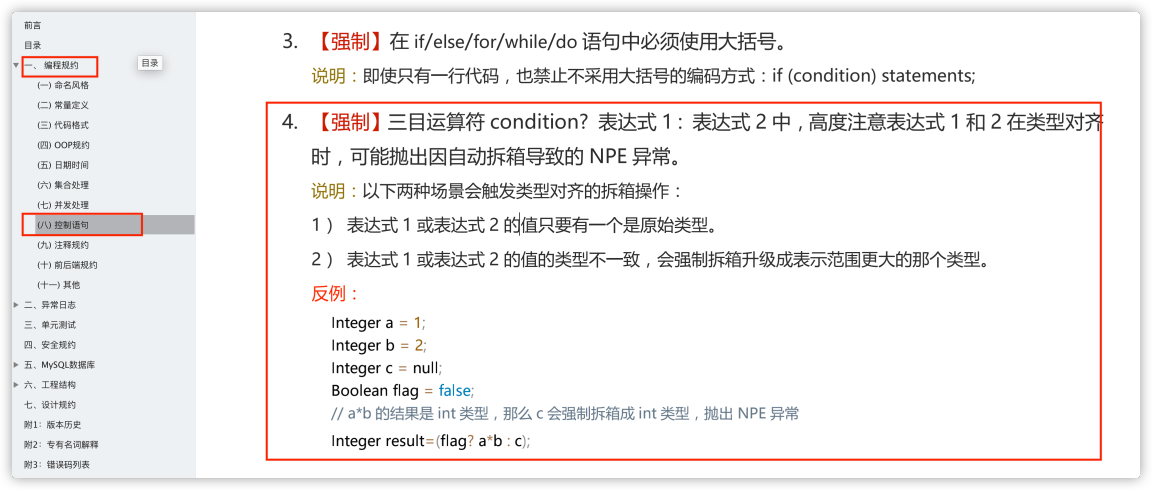 前言
目录
一、 编程规约
目录
(一) 命名风格
(二) 常量定义
(三) 代码格式
(四) OOP规约
(五) 日期时间
(六) 集合处理
(七) 并发处理
(八) 控制语句
(九) 注释规约
(十) 前后端规约
(十一) 其他
二、异常日志
三、单元测试
四、安全规约
五、MySQL数据库
六、工程结构
七、设计规约
附1：版本历史
附2：专有名词解释
附3：错误码列表
3. 【强制】在 if/else/for/while/do 语句中必须使用大括号。
说明：即使只有一行代码，也禁止不采用大括号的编码方式：if (condition) statements;
4. 【强制】三目运算符 condition? 表达式 1：表达式 2 中，高度注意表达式 1 和 2 在类型对齐
时，可能抛出因自动拆箱导致的 NPE 异常。
说明：以下两种场景会触发类型对齐的拆箱操作：
1） 表达式 1 或表达式 2 的值只要有一个是原始类型。
2） 表达式 1 或表达式 2 的值的类型不一致，会强制拆箱升级成表示范围更大的那个类型。
反例：
Integer a = 1;
Integer b = 2;
Integer c = null;
Boolean flag = false;
// a*b 的结果是 int 类型，那么 c 会强制拆箱成 int 类型，抛出 NPE 异常
Integer result=(flag? a*b : c);